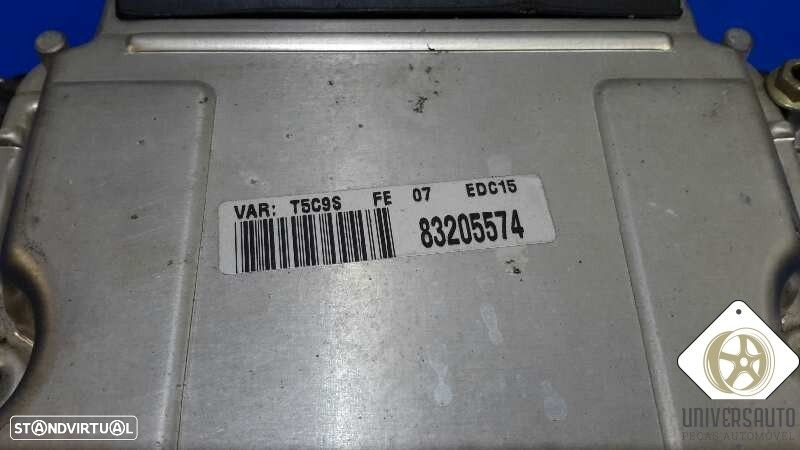 VAR: T5C9S FE 07 EDC15
83205574
UNIVERSAUTO
PEÇAS AUTOMÓVEL
STANDVIRTUAL